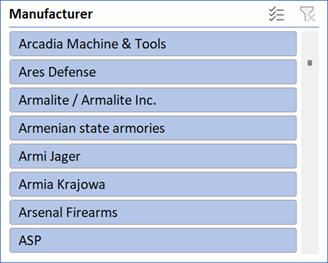 Manufacturer
Arcadia Machine & Tools
Ares Defense
Armalite / Armalite Inc.
Armenian state armories
Armi Jager
Armia Krajowa
Arsenal Firearms
ASP